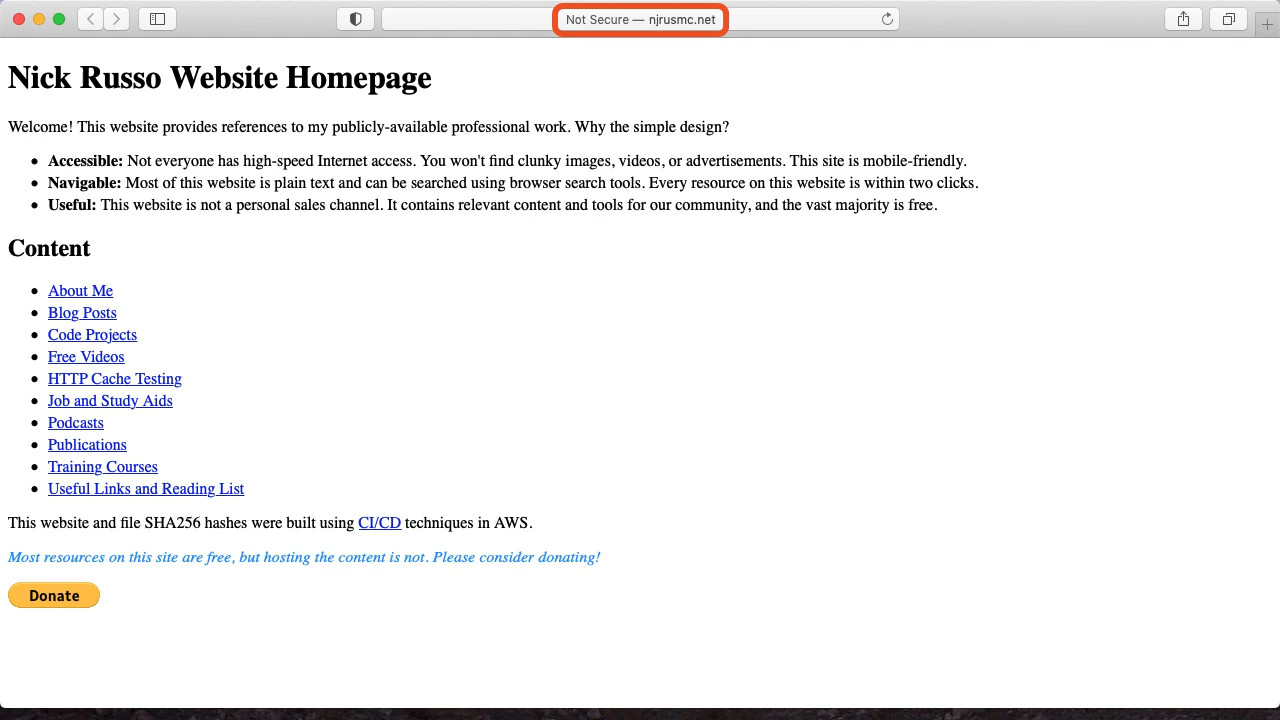 Not Secure — njrusmc.net
Nick Russo Website Homepage
Welcome! This website provides references to my publicly-available professional work. Why the simple design?
Accessible: Not everyone has high-speed Internet access. You won't find clunky images, videos, or advertisements. This site is mobile-friendly.
Navigable: Most of this website is plain text and can be searched using browser search tools. Every resource on this website is within two clicks.
Useful: This website is not a personal sales channel. It contains relevant content and tools for our community, and the vast majority is free.
Content
About Me
Blog Posts
Code Projects
Free Videos
HTTP Cache Testing
Job and Study Aids
Podcasts
Publications
Training Courses
Useful Links and Reading List
This website and file SHA256 hashes were built using CI/CD techniques in AWS.
Most resources on this site are free, but hosting the content is not. Please consider donating!
Donate